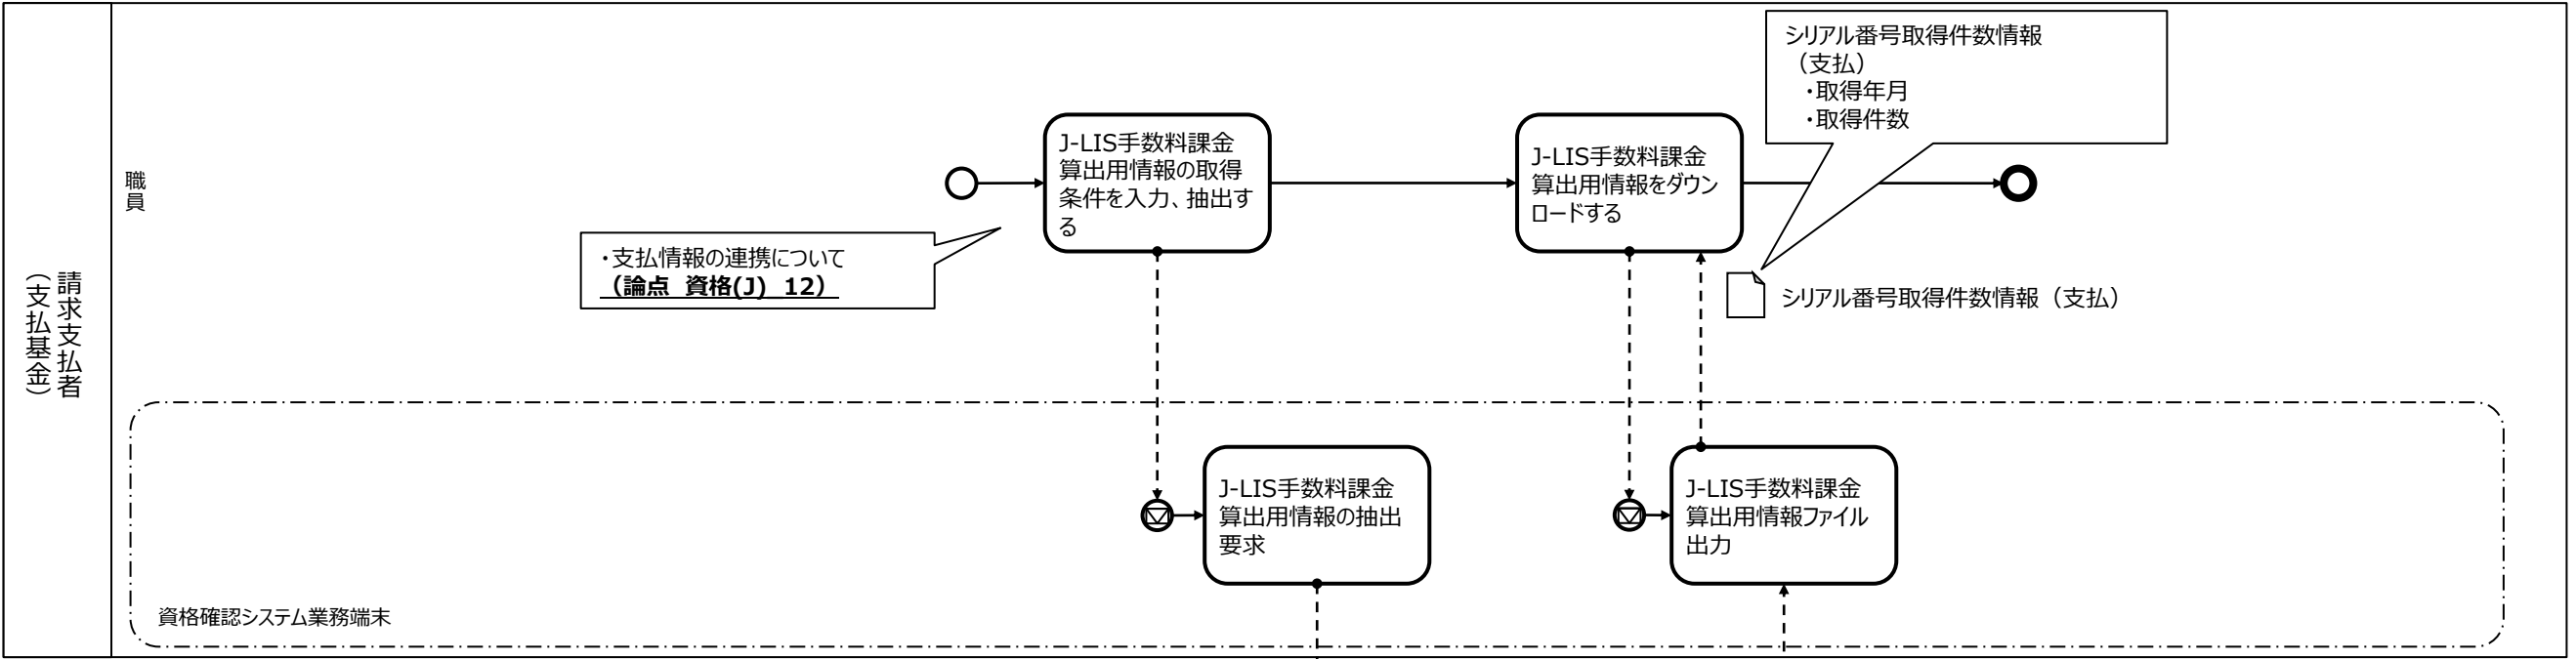 請求支払者
（支払基金）
職員
・支払情報の連携について
（論点　資格(J)_12）
J-LIS手数料課金
算出用情報の取得
条件を入力、抽出す
る
J-LIS手数料課金
算出用情報をダウン
ロードする
シリアル番号取得件数情報
（支払）
・取得年月
・取得件数
シリアル番号取得件数情報（支払）
J-LIS手数料課金
算出用情報の抽出
要求
J-LIS手数料課金
算出用情報ファイル
出力
資格確認システム業務端末